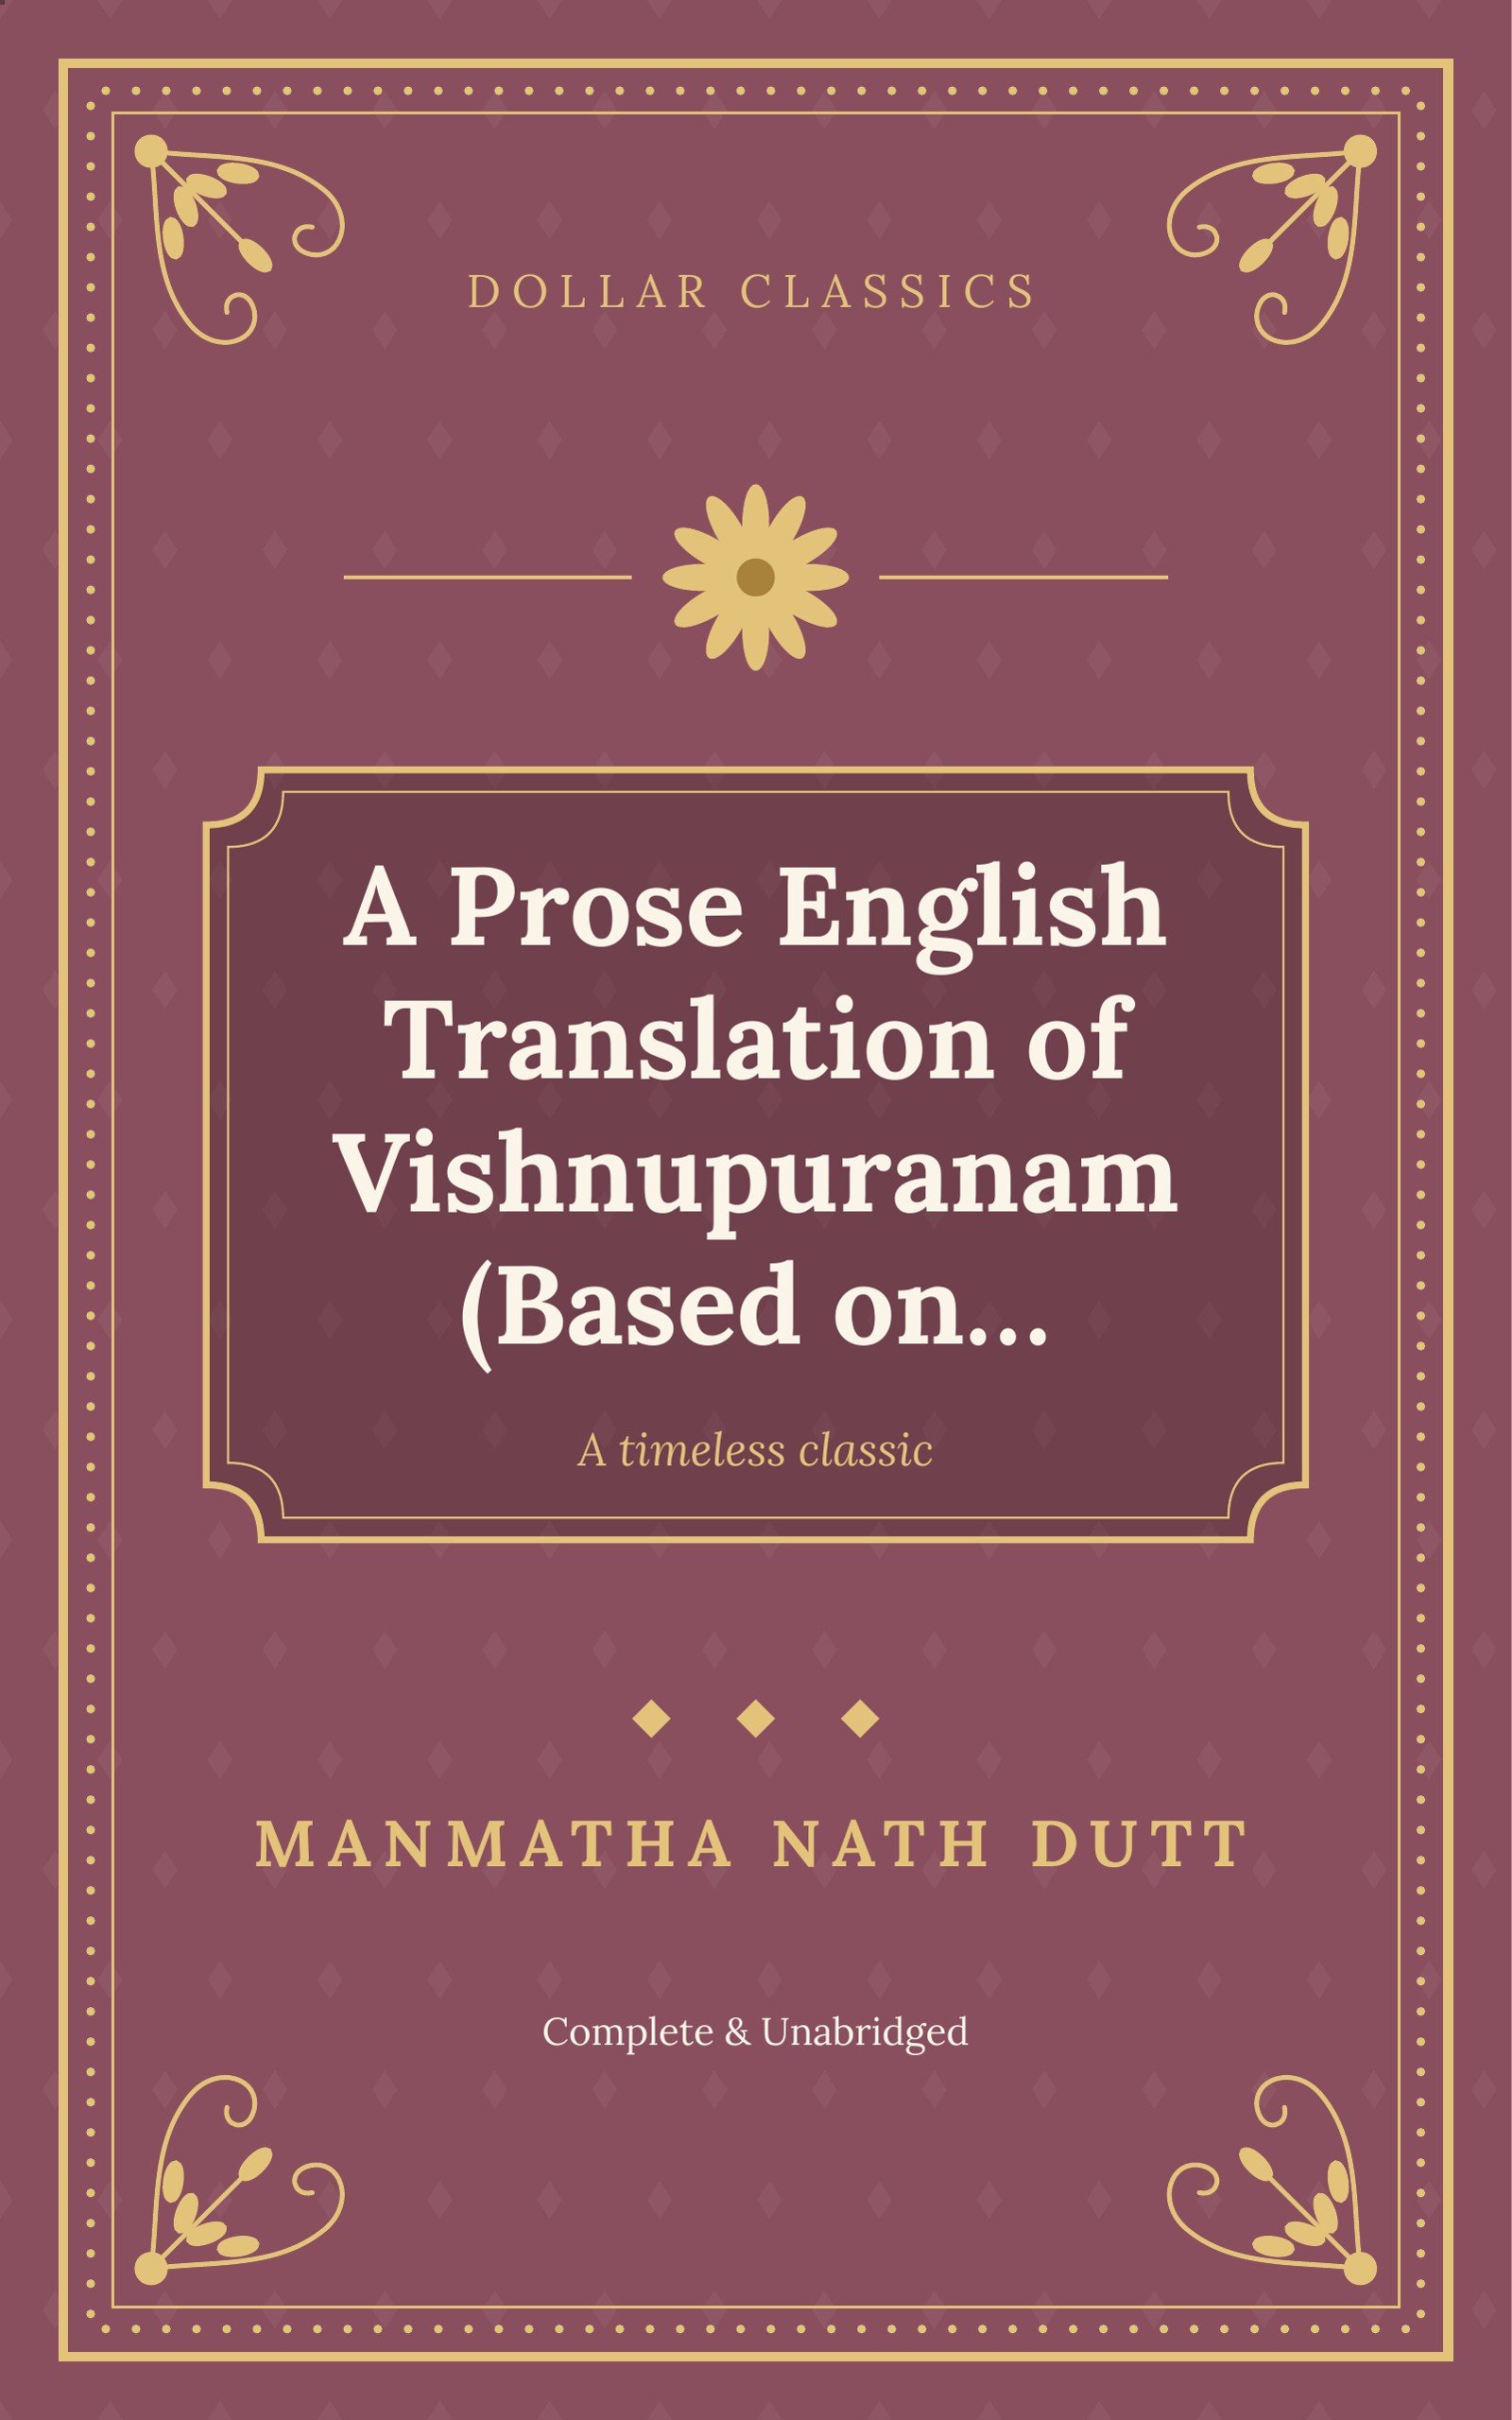 DOLLAR CLASSICS
A Prose English
Translation of
Vishnupuranam
(Based on...
A timeless classic
MANMATHA NATH DUTT
Complete & Unabridged